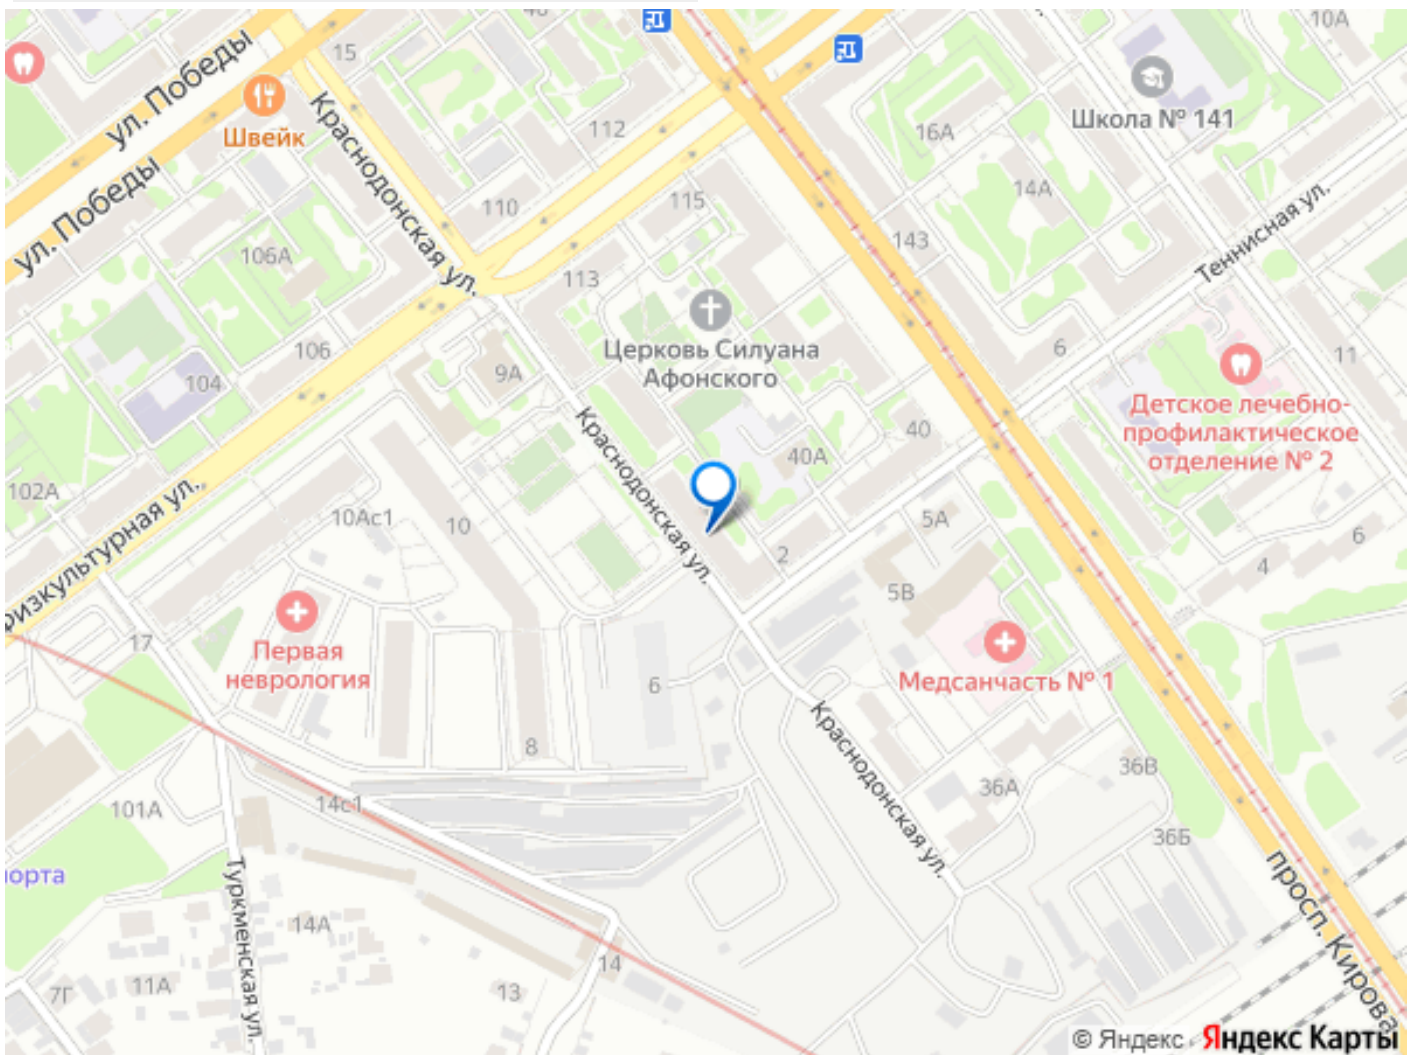 10А
15
ул. Победы
Швейк
Краснодонская ул.
112
16А
Школа № 141
ул. Победы
110
115
14А
Теннисная ул.
106А
113
143
106
Церковь Силуана
Афонского
6
11
104
9А
Детское лечебно-
профилактическое
отделение № 2
Краснодонская ул.
40
40А
102А
10Ас1
10
5А
6
Физкультурная ул.
2
4
5В
17
Первая
неврология
6
Медсанчасть № 1
Краснодонская ул.
8
36В
36А
14с1
101А
36Б
орта
Туркменская ул.
просп. Кирова
14А
14
11А
7Г
13
© Яндекс
Яндекс Карты